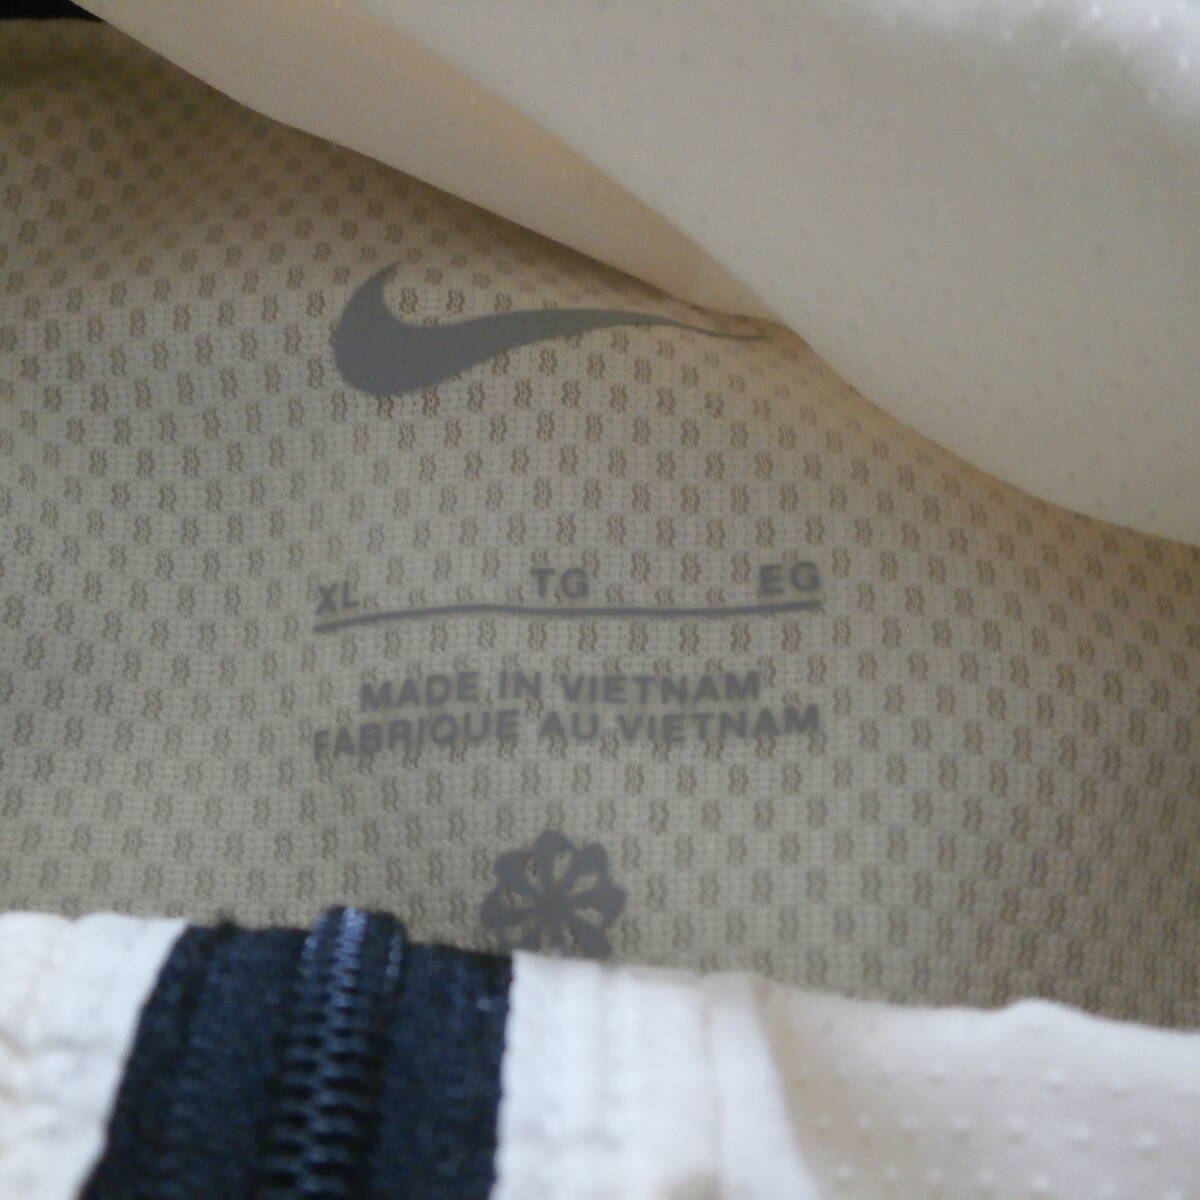 XL TG EG
MADE IN VIETNAM
FABRIQUE AU VIETNAM